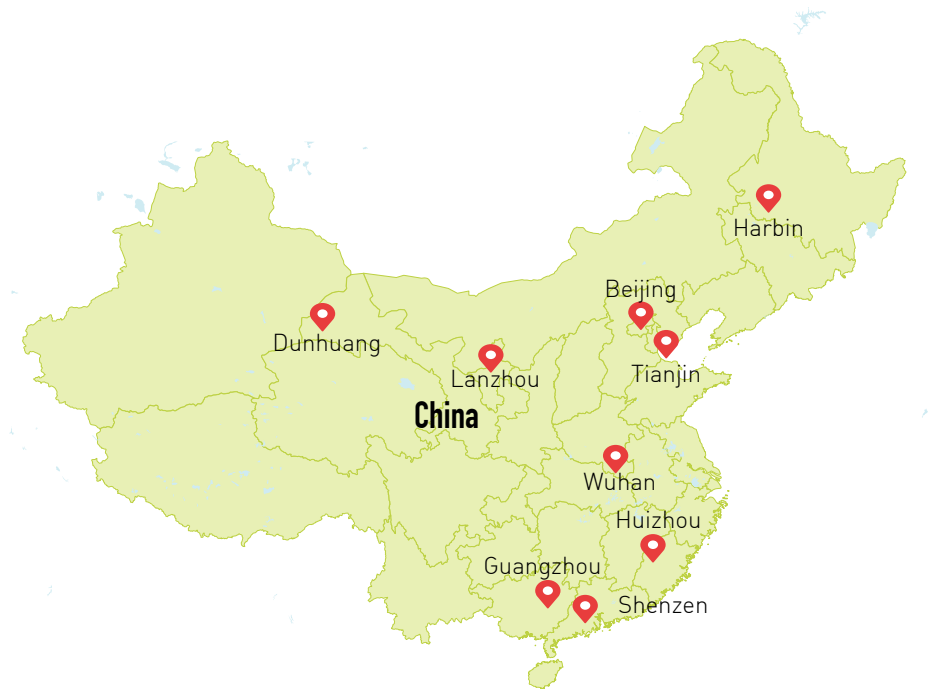 Harbin
Beijing
Dunhuang
Tianjin
Lanzhou
China
Wuhan
Huizhou
Guangzhou
Shenzen